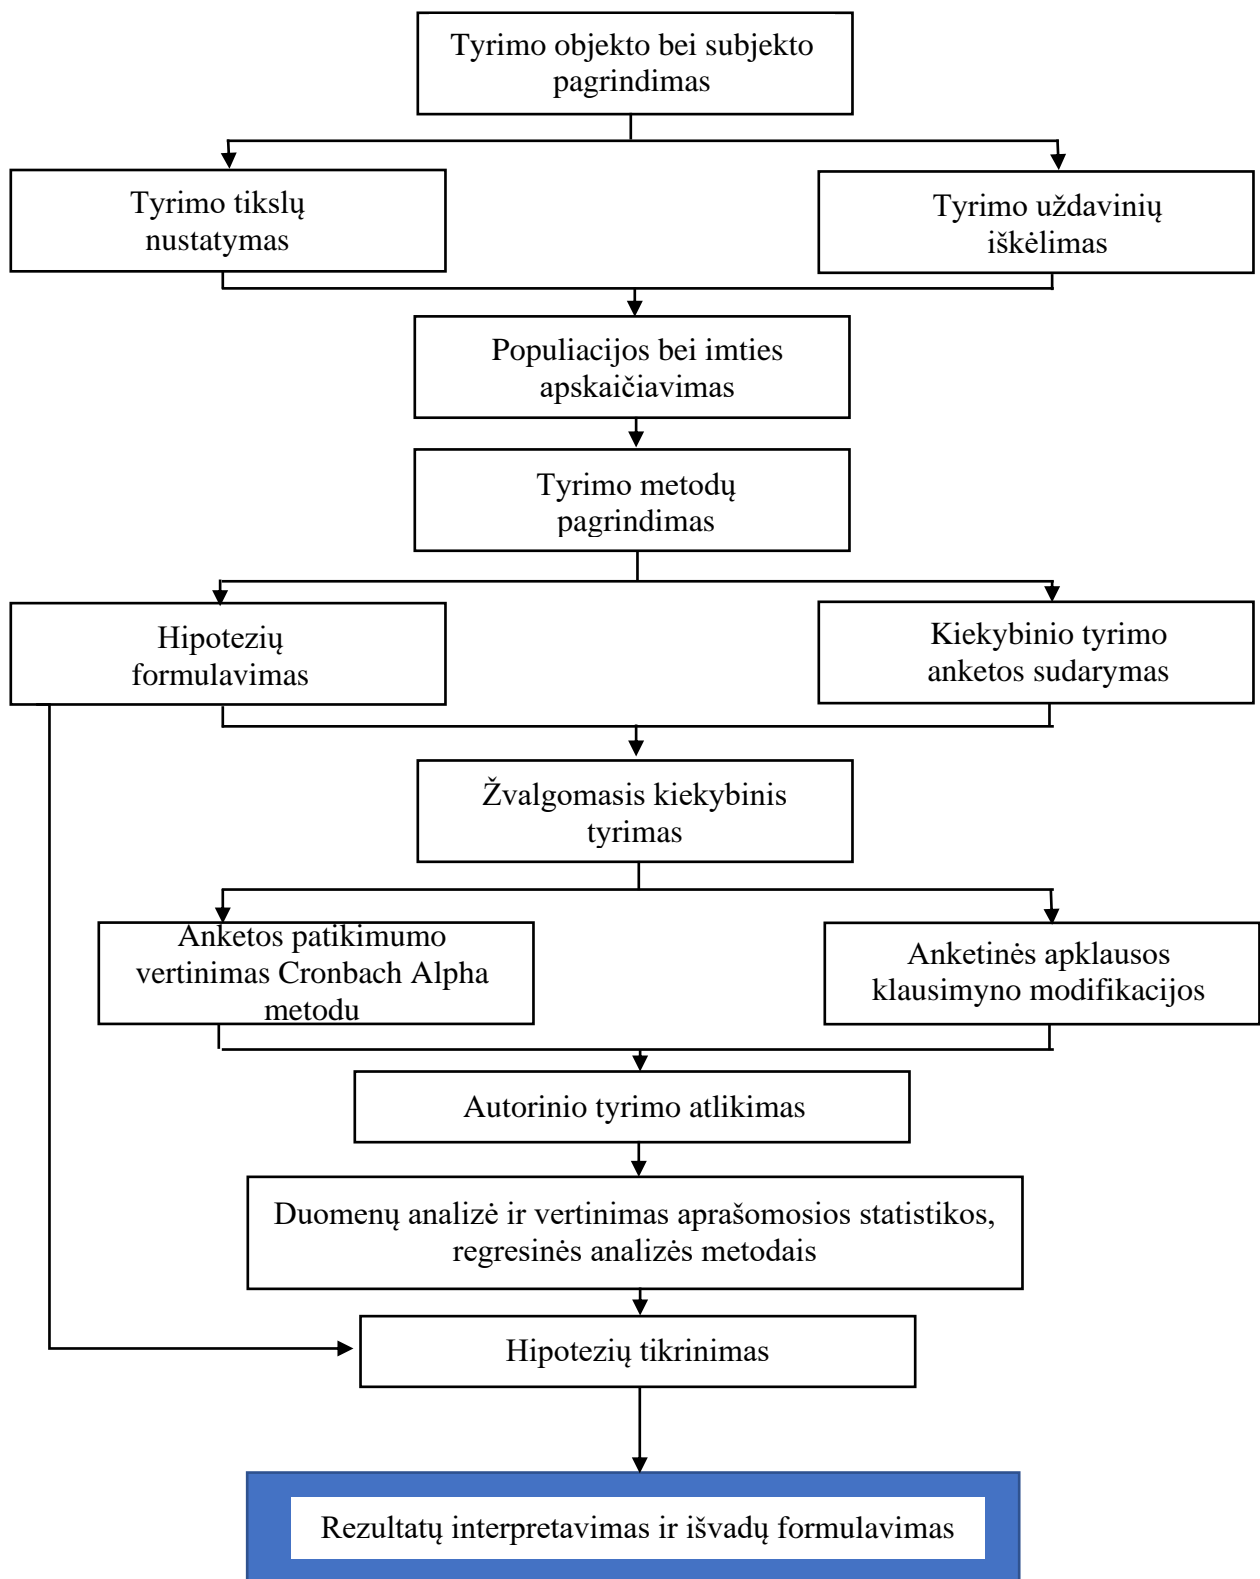 Tyrimo objekto bei subjekto
pagrindimas
Tyrimo tikslų
nustatymas
Tyrimo uždavinių
iškėlimas
Populiacijos bei imties
apskaičiavimas
Tyrimo metodų
pagrindimas
Hipotezių
formulavimas
Kiekybinio tyrimo
anketos sudarymas
Žvalgomasis kiekybinis
tyrimas
Anketos patikimumo
vertinimas Cronbach Alpha
metodu
Anketinės apklausos
klausimyno modifikacijos
Autorinio tyrimo atlikimas
Duomenų analizė ir vertinimas aprašomosios statistikos,
regresinės analizės metodais
Hipotezių tikrinimas
Rezultatų interpretavimas ir išvadų formulavimas